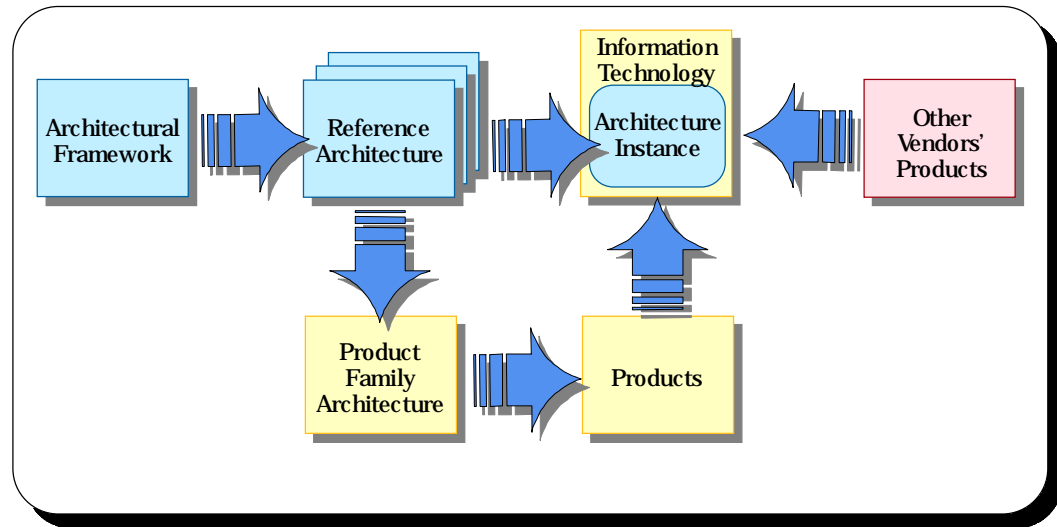 Architectural
Framework
Reference
Architecture
Information
Technology
Architecture
Instance
Other
Vendors'
Products
Product
Family
Architecture
Products